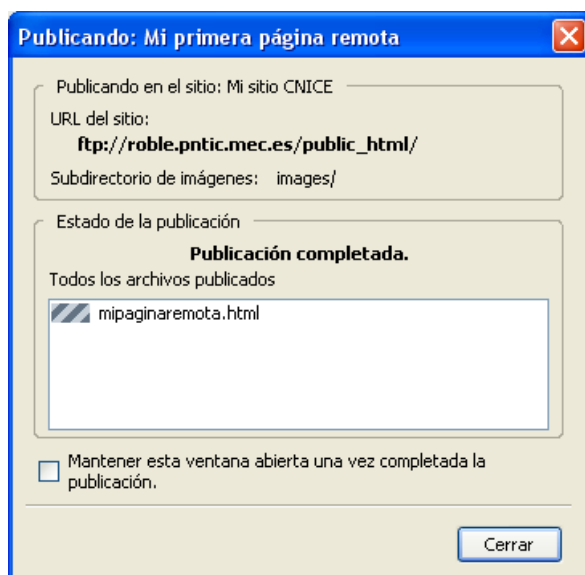 Publicando: Mi primera página remota
Publicando en el sitio: Mi sitio CNICE
URL del sitio:
ftp://roble.pntic.mec.es/public_html/
Subdirectorio de imágenes: images/
Estado de la publicación
Publicación completada.
Todos los archivos publicados
mipaginaremota.html
Mantener esta ventana abierta una vez completada la
publicación.
Cerrar